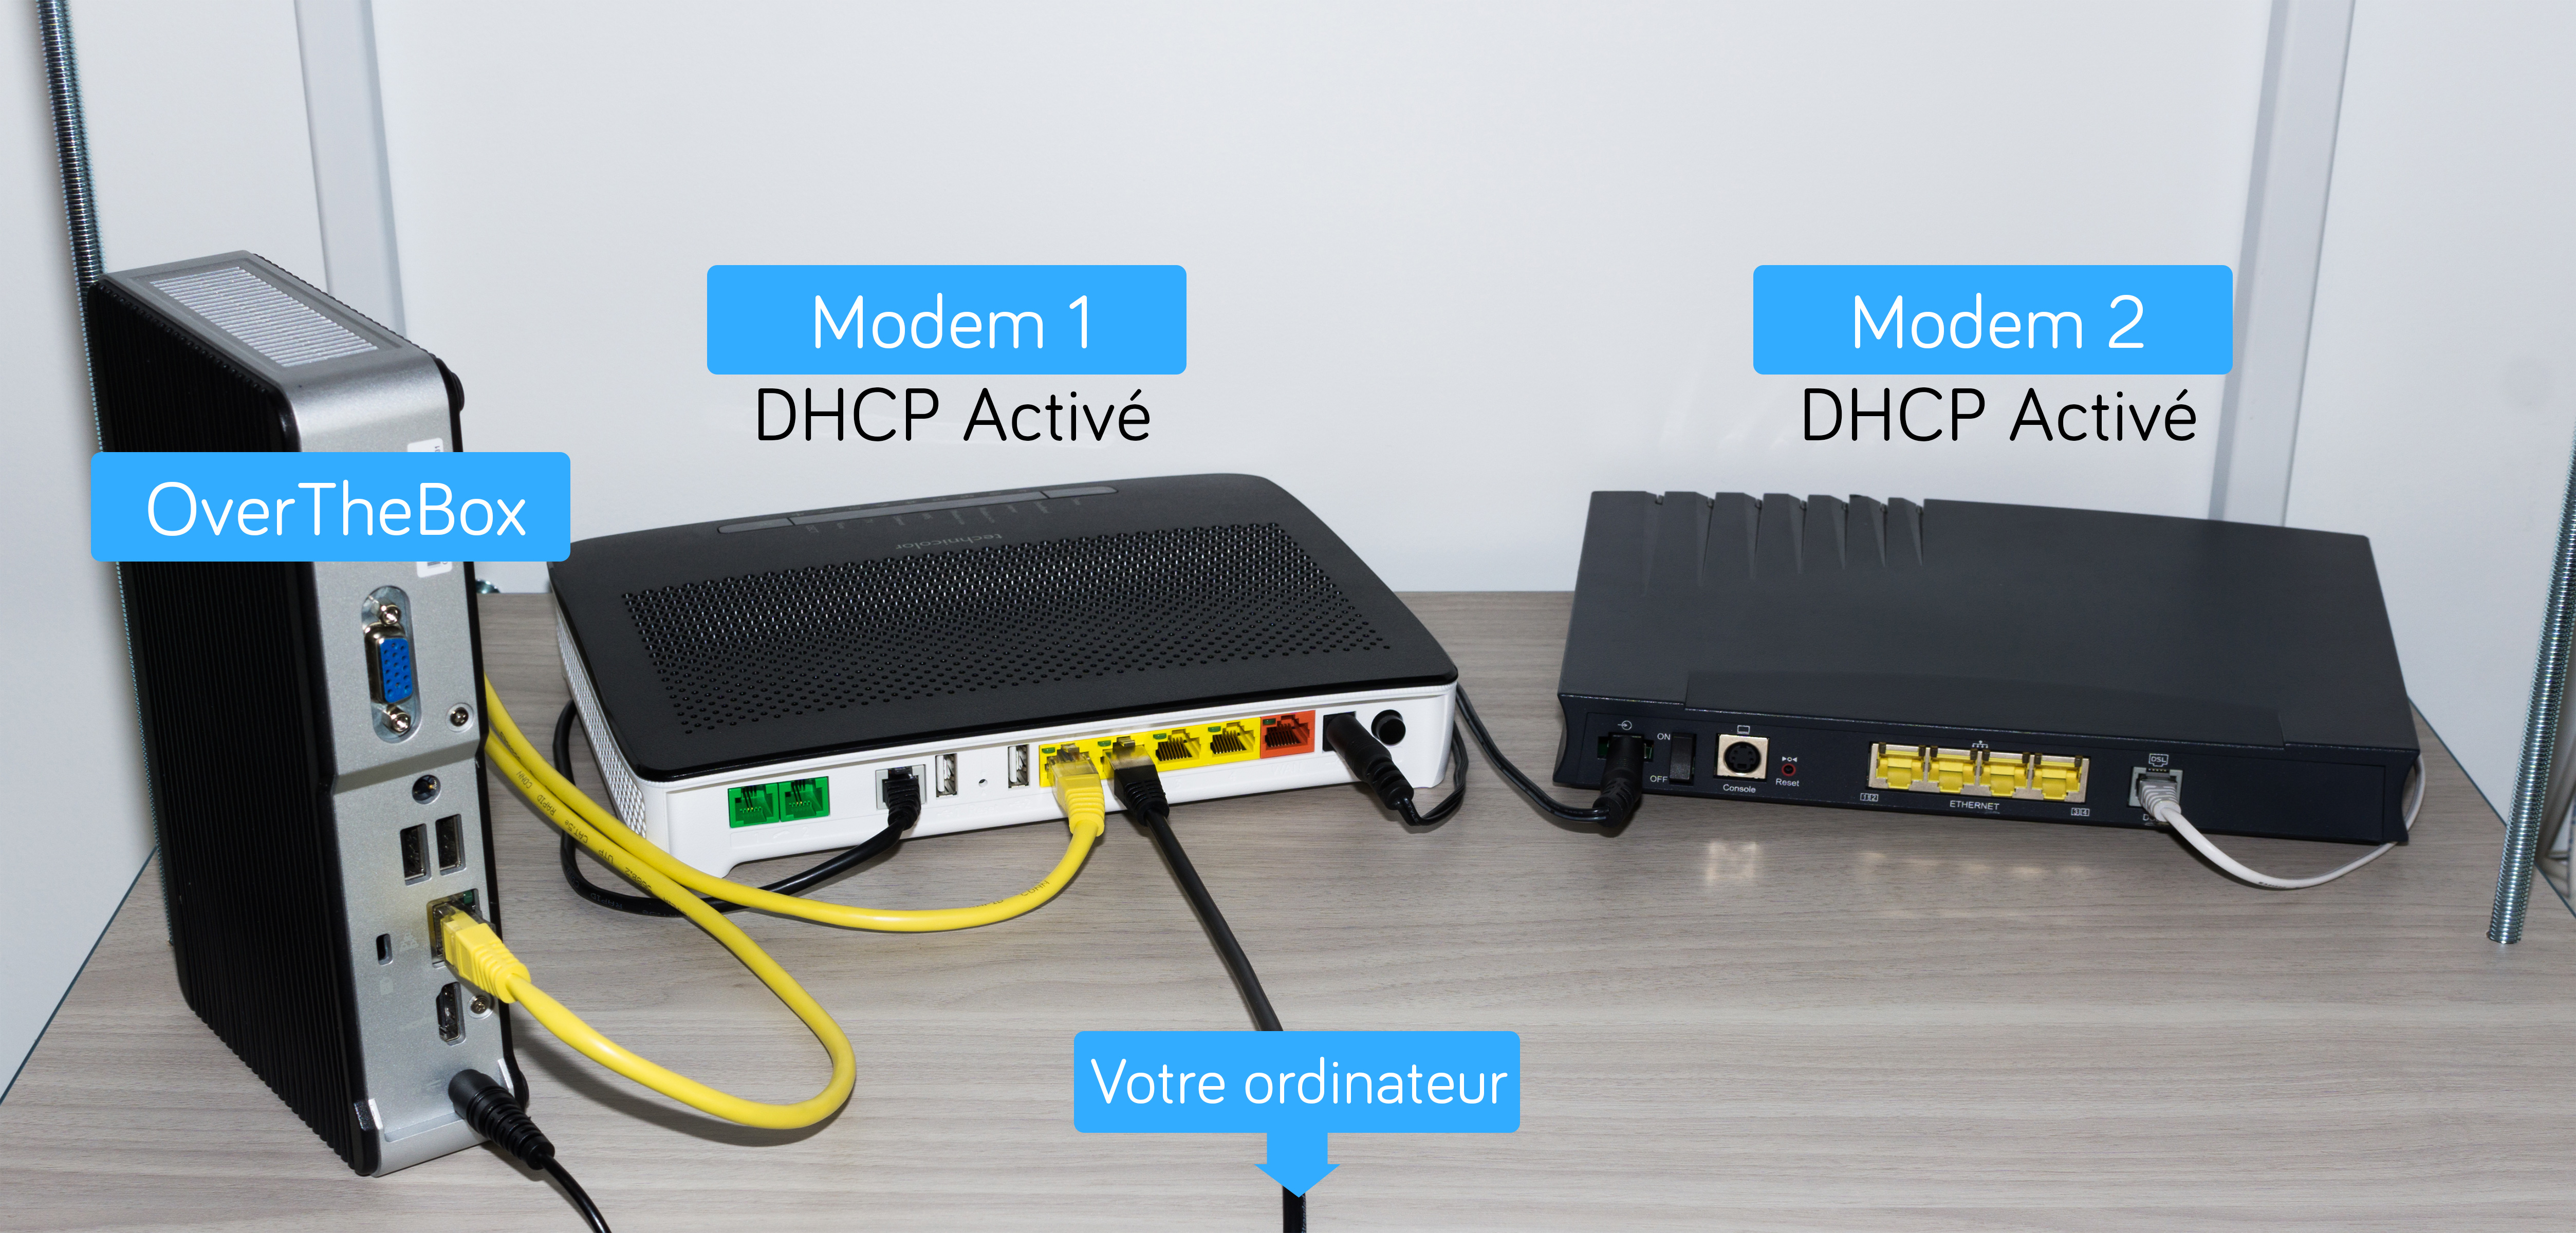 Modem 1
DHCP Activé
Modem 2
DHCP Activé
OverTheBox
technicolor
ON
OFF
Console
Reset
ETHERNET
DSL
Votre ordinateur